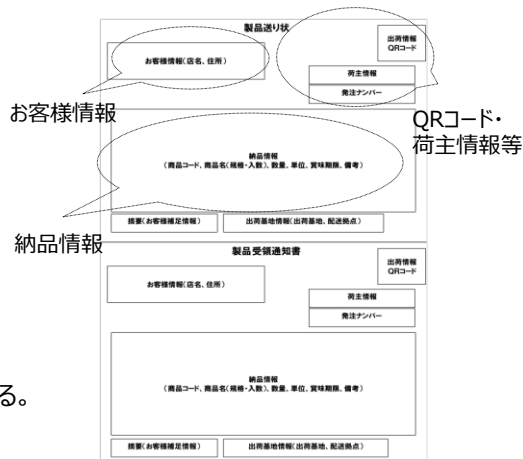 製品送り状
出荷情報
QRコード
お客様情報(店名、住所)
荷主情報
発注ナンバー
お客様情報
QRコード・
荷主情報等
納品情報
(商品コード、商品名(規格・入数)、数量、単位、賞味期限、備考)
摘要(お客様補足情報)
出荷基地情報(出荷基地、配送拠点)
納品情報
製品受領通知書
出荷情報
QRコード
お客様情報(店名、住所)
荷主情報
発注ナンバー
納品情報
(商品コード、商品名(規格・入数)、数量、単位、賞味期限、備考)
る。
摘要(お客様補足情報)
出荷基地情報(出荷基地、配送拠点)